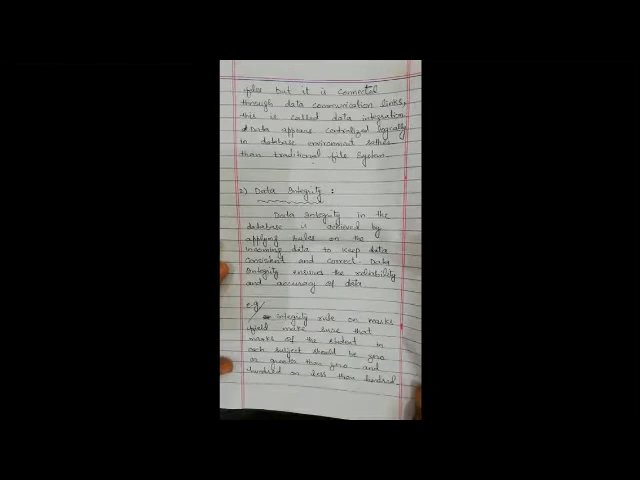 files but it is connected
through data communication links,
this is called data integration
& Data appears centralized logically
in database environment rather
than traditional file System.
2) Data Integrity :
Data Integrity in the
database is achieved by
applying rules on the
incoming data to keep data
consistent and correct. Data
Integrity ensures the reliability
and accuracy of data
e.g
Integrity rule on marks
field make sure that
marks of the student in
each subject should be zero
or greater than zero and
hundred or less than hundred.